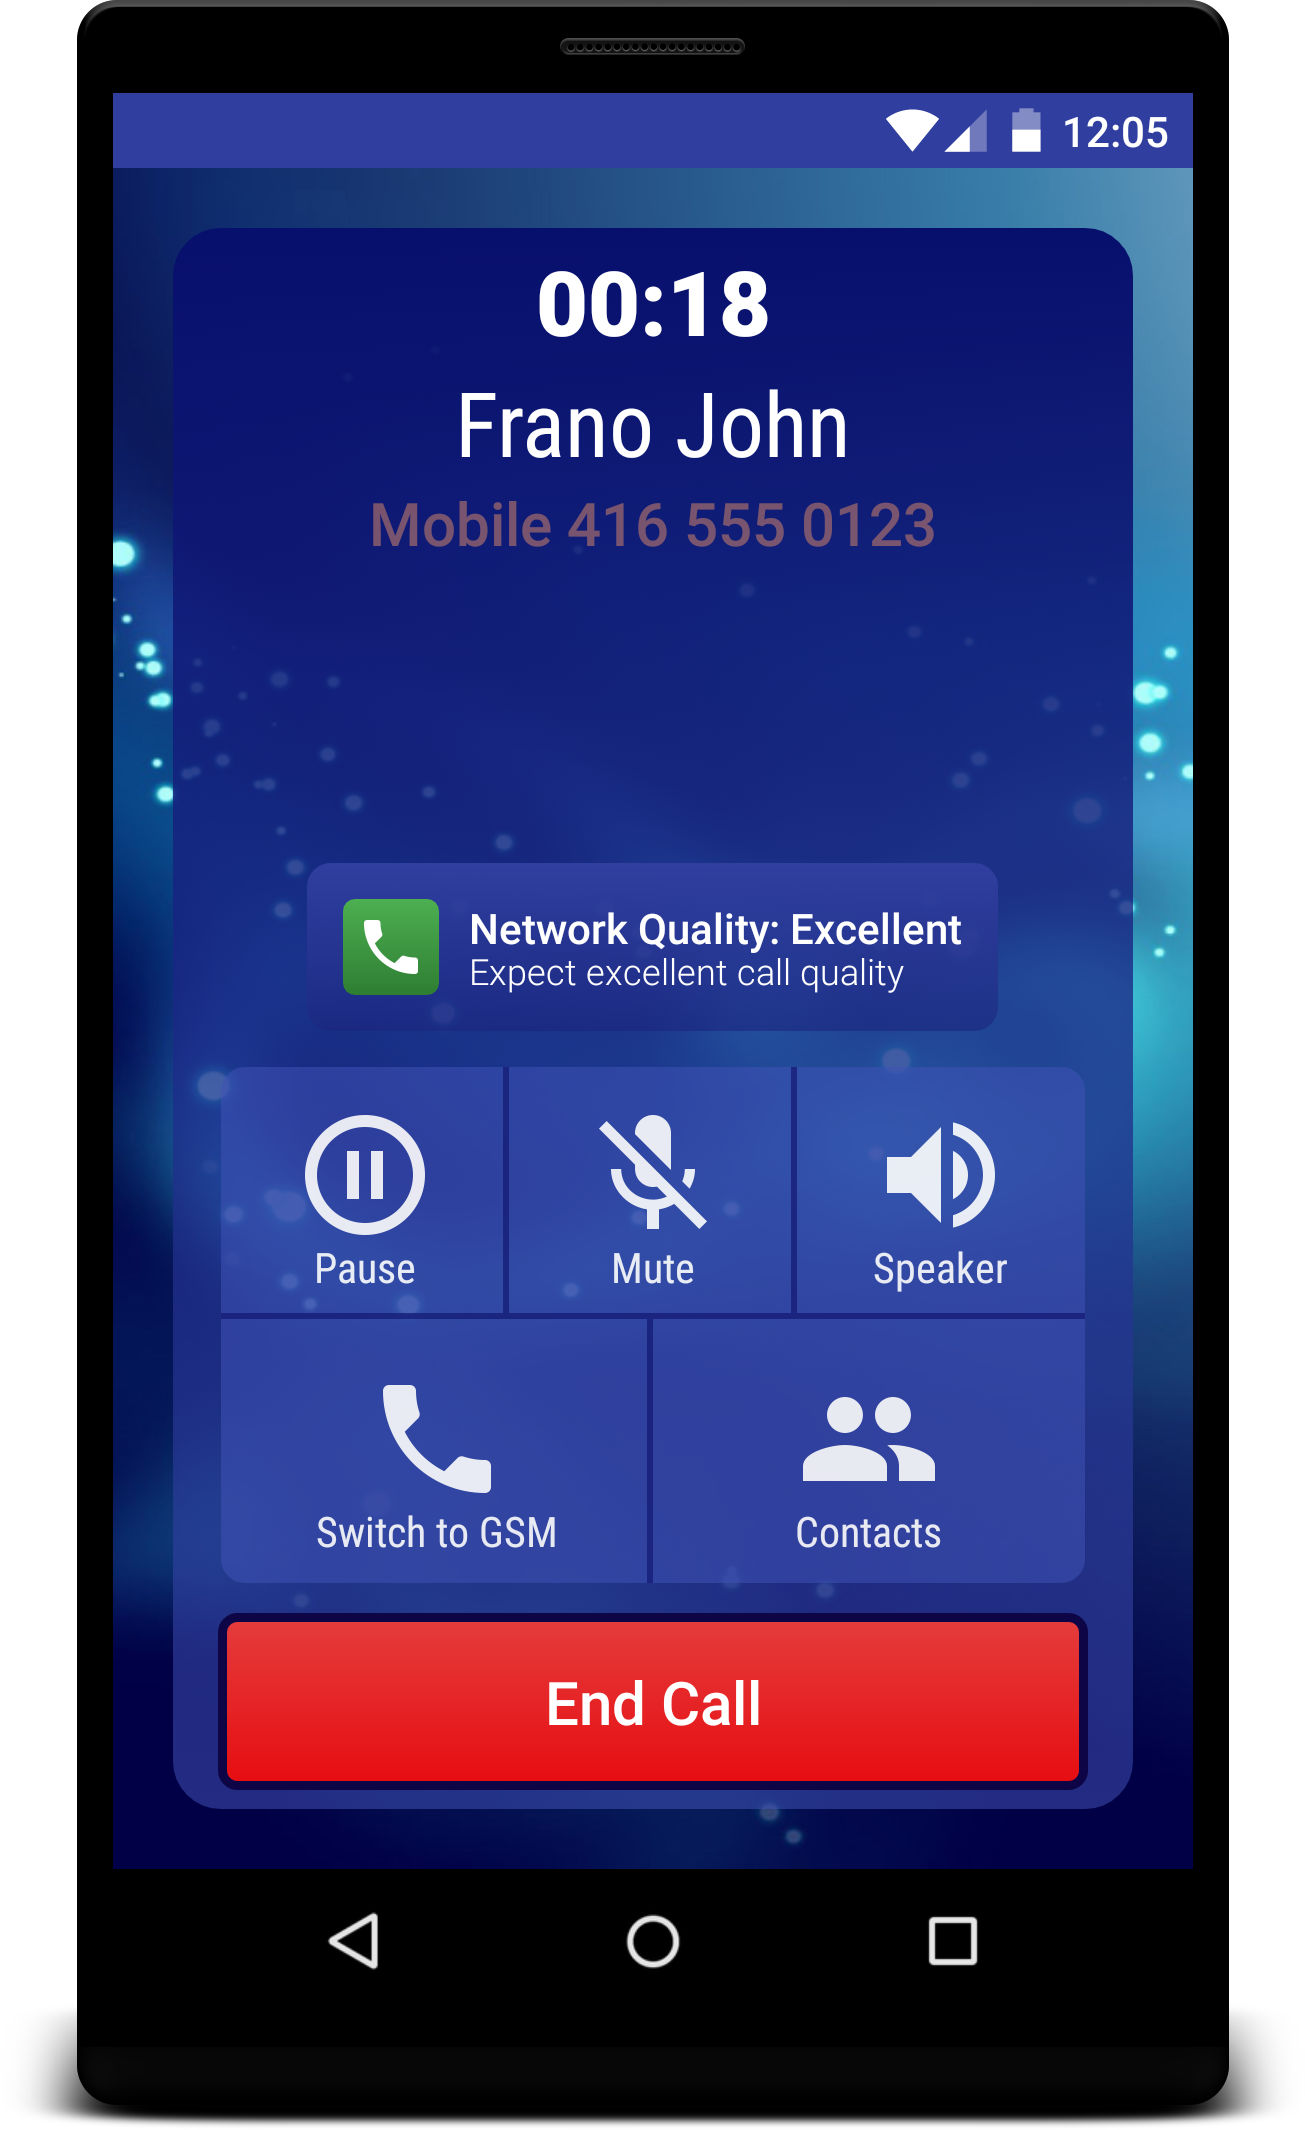 12:05
00:18
Frano John
Mobile 416 555 0123
Network Quality: Excellent
Expect excellent call quality
Pause
Mute
Speaker
Switch to GSM
Contacts
End Call